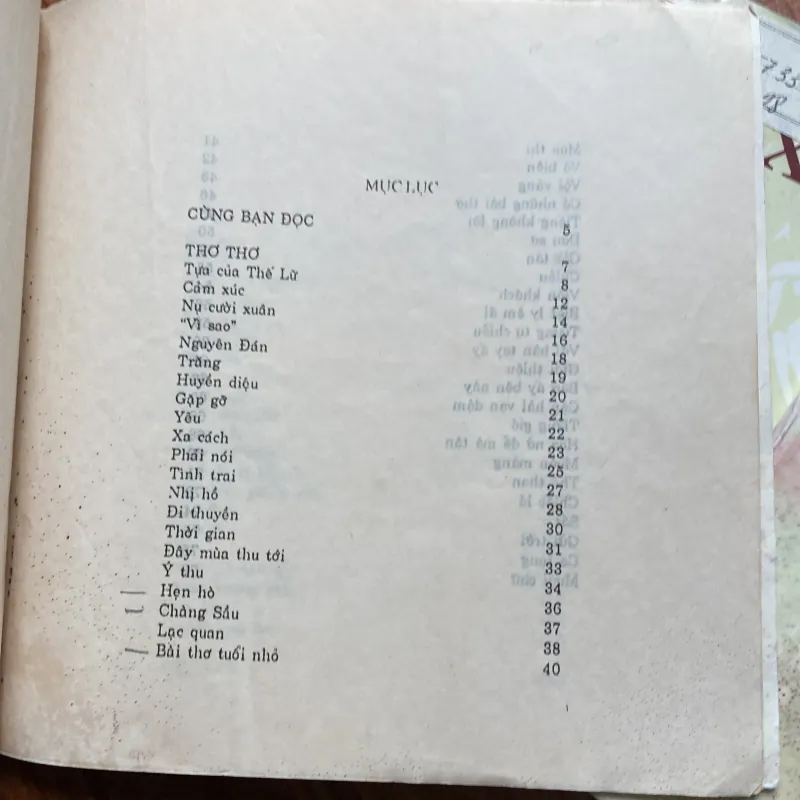 MỤC LỤC
CÙNG BẠN ĐỌC 5
THƠ THƠ 7
Tựa của Thế Lữ 8
Cảm xúc 12
Nụ cười xuân 14
"Vì sao" 16
Nguyên Đán 18
Trăng 19
Huyền diệu 20
Gặp gỡ 21
Yêu 22
Xa cách 23
Phải nói 25
Tình trai 27
Nhị hồ 28
Đi thuyền 30
Thời gian 31
Đây mùa thu tới 33
Ý thu 34
Hẹn hò 36
Chàng Sầu 37
Lạc quan 38
Bài thơ tuổi nhỏ 40